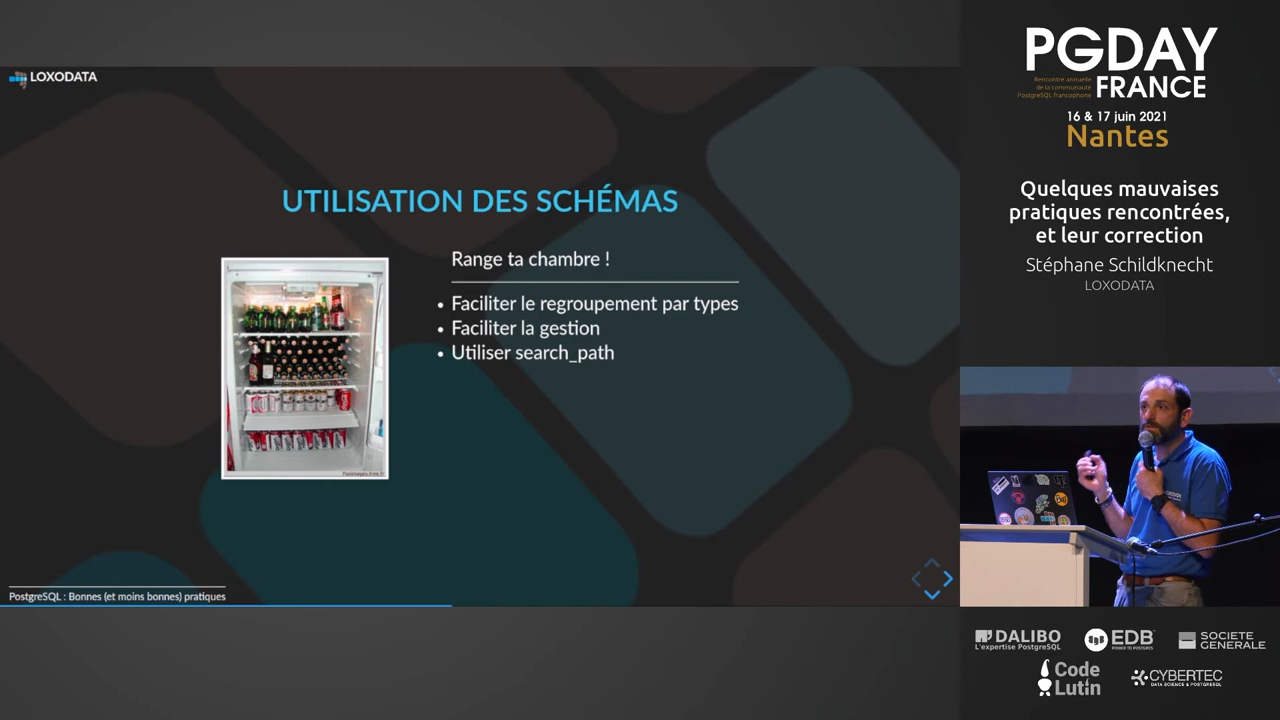 LOXODATA
UTILISATION DES SCHÉMAS
Range ta chambre !
• Faciliter le regroupement par types
• Faciliter la gestion
• Utiliser search_path
PostgreSQL : Bonnes (et moins bonnes) pratiques
PGDAY
Rencontre annuelle
de la communauté
PostgreSQL francophone
FRANCE
16 & 17 juin 2021
Nantes
Quelques mauvaises
pratiques rencontrées,
et leur correction
Stéphane Schildknecht
LOXODATA
DALIBO
L'expertise PostgreSQL
EDB
POWER TO POSTGRES
SOCIETE
GENERALE
Code
Lutin
CYBERTEC
DATA SCIENCE & POSTGRESQL